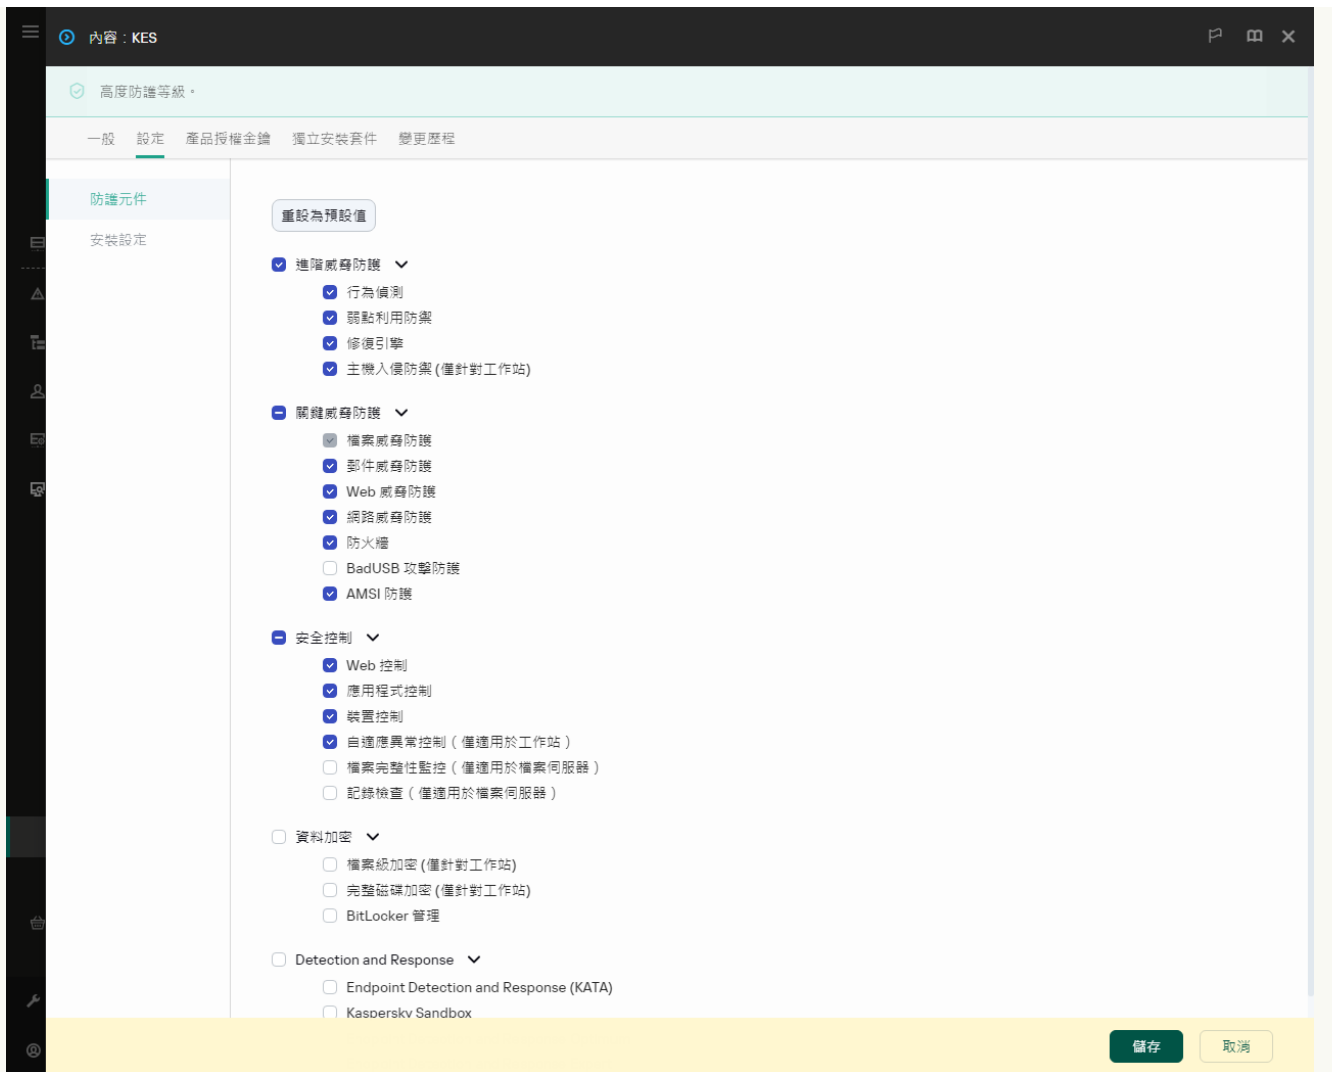 內容：KES
高度防護等級。
一般 設定 產品授權金鑰 獨立安裝套件 變更歷程
防護元件
安裝設定
重設為預設值
進階威脅防護
行為偵測
弱點利用防禦
修復引擎
主機入侵防禦 (僅針對工作站)
關鍵威脅防護
檔案威脅防護
郵件威脅防護
Web 威脅防護
網路威脅防護
防火牆
BadUSB 攻擊防護
AMSI 防護
安全控制
Web 控制
應用程式控制
裝置控制
自適應異常控制（僅適用於工作站）
檔案完整性監控（僅適用於檔案伺服器）
記錄檢查（僅適用於檔案伺服器）
資料加密
檔案級加密 (僅針對工作站)
完整磁碟加密 (僅針對工作站)
BitLocker 管理
Detection and Response
Endpoint Detection and Response (KATA)
Kaspersky Sandbox
儲存 取消